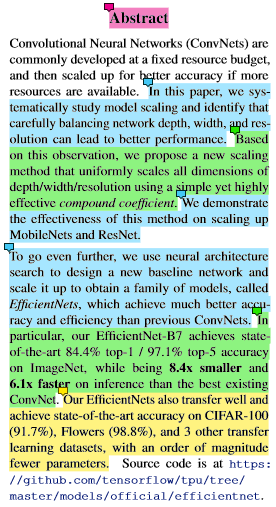 Abstract
Convolutional Neural Networks (ConvNets) are
commonly developed at a fixed resource budget,
and then scaled up for better accuracy if more
resources are available. In this paper, we sys-
tematically study model scaling and identify that
carefully balancing network depth, width, and res-
olution can lead to better performance. Based
on this observation, we propose a new scaling
method that uniformly scales all dimensions of
depth/width/resolution using a simple yet highly
effective compound coefficient. We demonstrate
the effectiveness of this method on scaling up
MobileNets and ResNet.
To go even further, we use neural architecture
search to design a new baseline network and
scale it up to obtain a family of models, called
EfficientNets, which achieve much better accu-
racy and efficiency than previous ConvNets. In
particular, our EfficientNet-B7 achieves state-
of-the-art 84.4% top-1 / 97.1% top-5 accuracy
on ImageNet, while being 8.4x smaller and
6.1x faster on inference than the best existing
ConvNet. Our EfficientNets also transfer well and
achieve state-of-the-art accuracy on CIFAR-100
(91.7%), Flowers (98.8%), and 3 other transfer
learning datasets, with an order of magnitude
fewer parameters. Source code is at https:
//github.com/tensorflow/tpu/tree/
master/models/official/efficientnet.